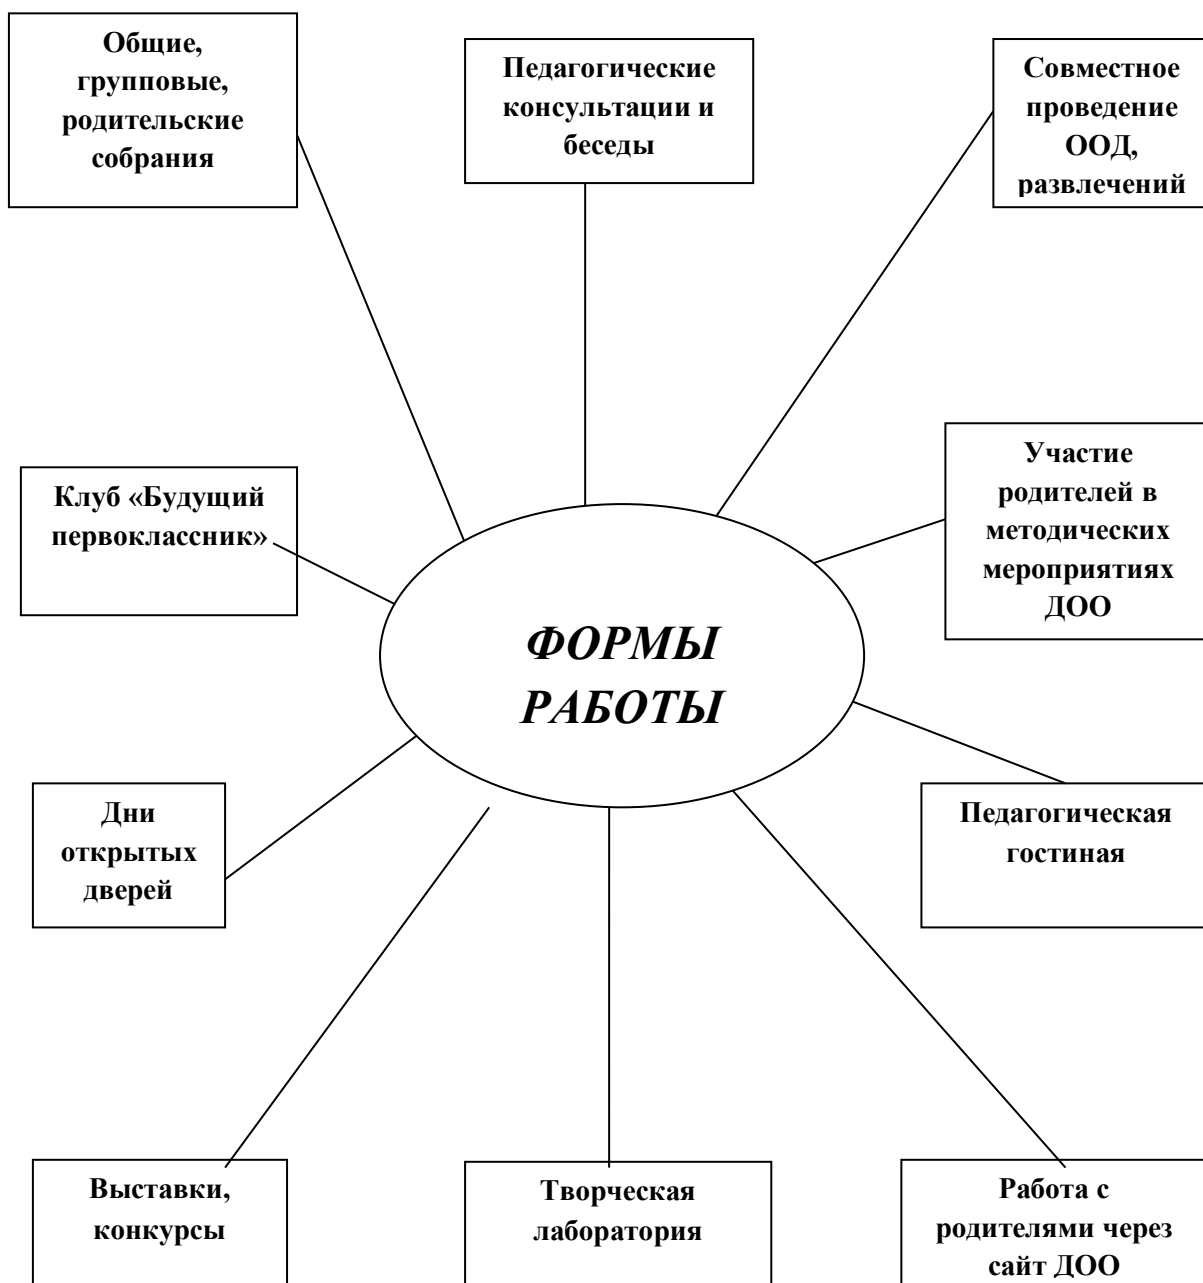 Общие,
групповые,
родительские
собрания
Педагогические
консультации и
беседы
Совместное
проведение
ООД,
развлечений
Клуб «Будущий
первоклассник»
Участие
родителей в
методических
мероприятиях
ДОО
ФОРМЫ
РАБОТЫ
Дни
открытых
дверей
Педагогическая
гостиная
Выставки,
конкурсы
Творческая
лаборатория
Работа с
родителями через
сайт ДОО